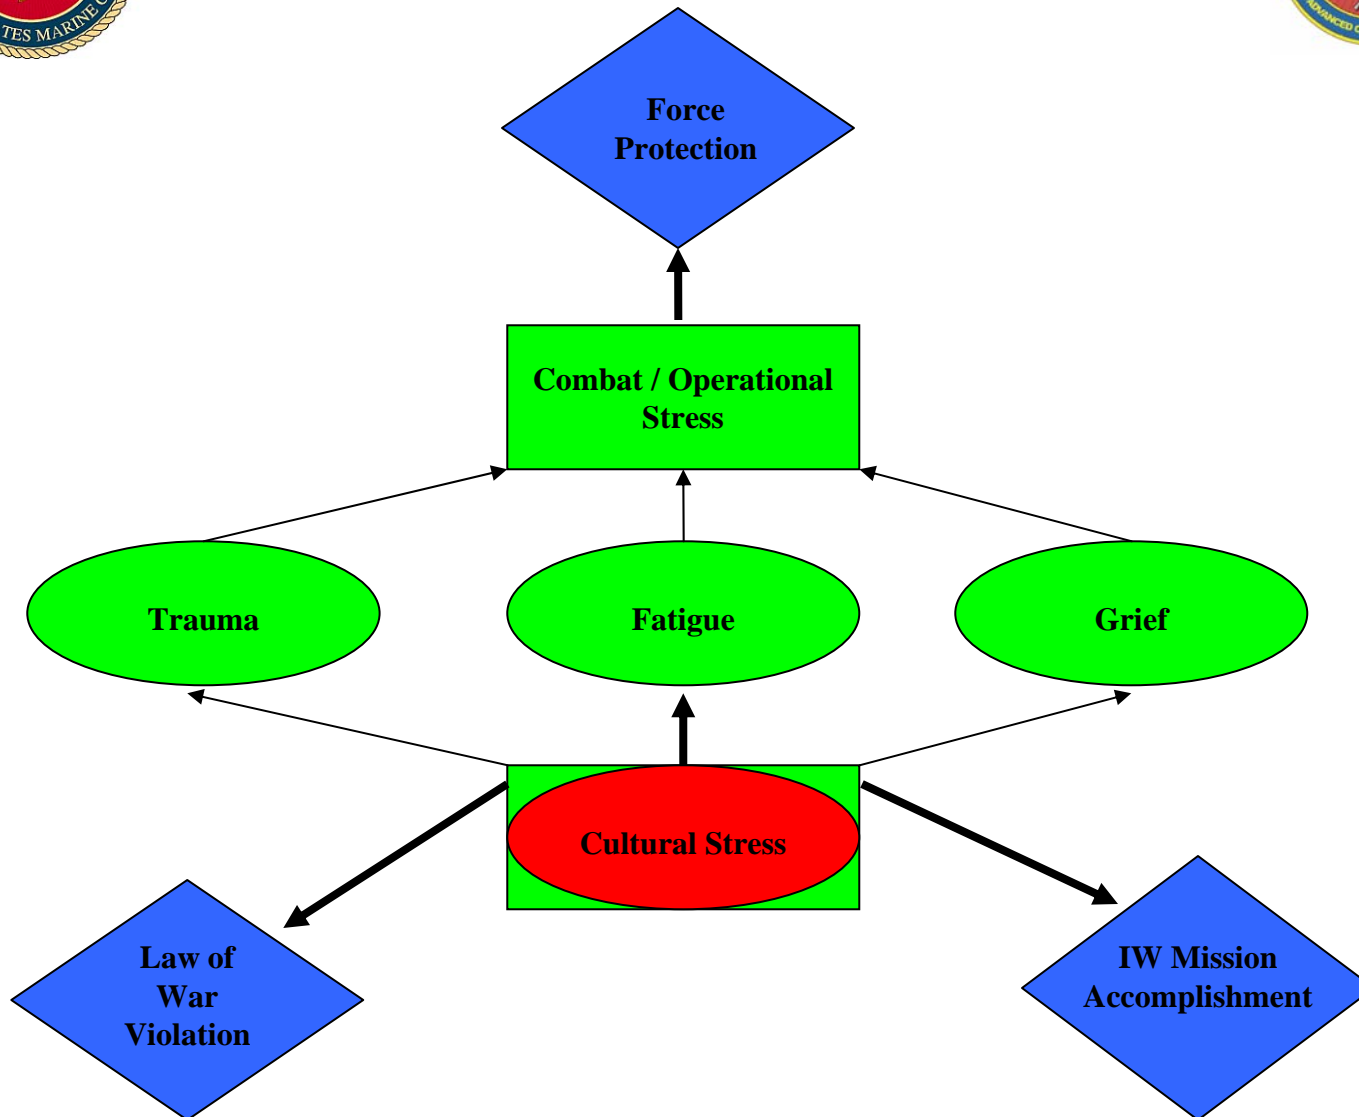 TES MARINE
ADVANCED
Force
Protection
Combat / Operational
Stress
Trauma
Fatigue
Grief
Cultural Stress
Law of
War
Violation
IW Mission
Accomplishment